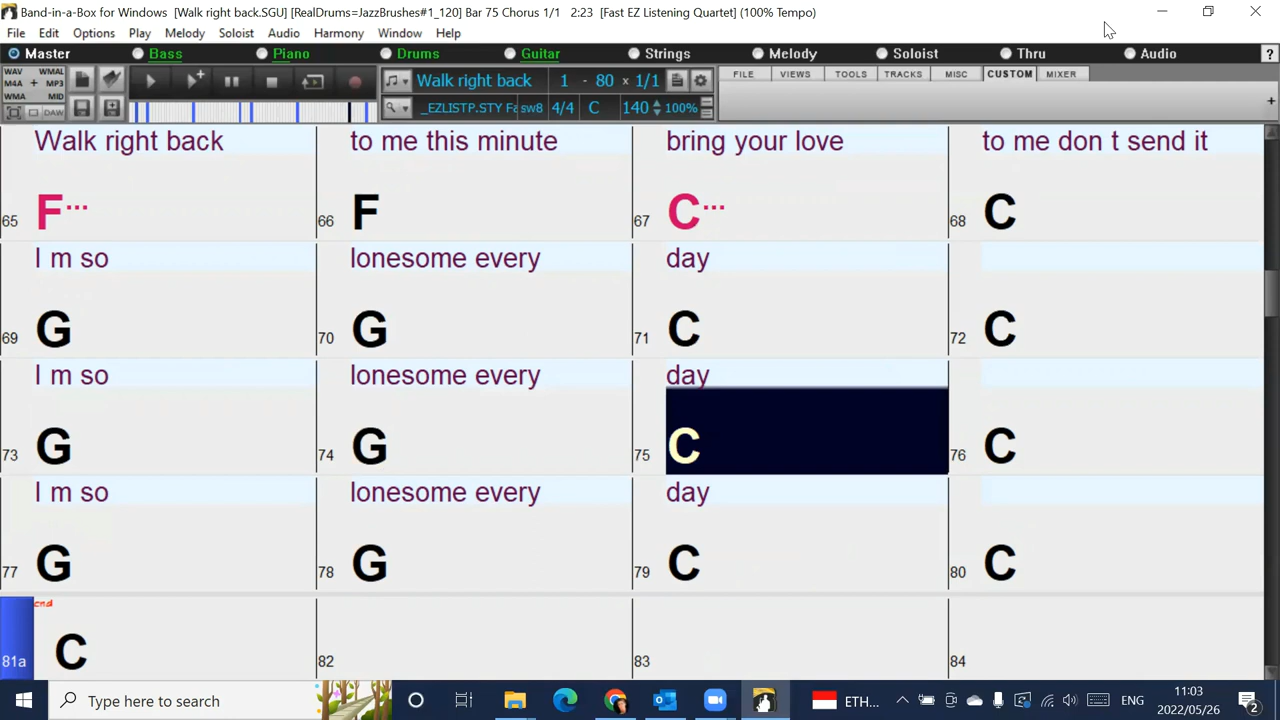 Band-in-a-Box for Windows [Walk right back.SGU] [RealDrums=JazzBrushes#1_120] Bar 75 Chorus 1/1 2:23 [Fast EZ Listening Quartet] (100% Tempo)
File Edit Options Play Melody Soloist Audio Harmony Window Help
Master Bass Piano Drums Guitar Strings Melody Soloist Thru Audio ?
WAV WMAL
M4A + MP3
WMA MID
DAW
Walk right back 1 - 80 x 1/1
_EZLISTP.STY Fa sw8 4/4 C 140 100%
FILE VIEWS TOOLS TRACKS MISC CUSTOM MIXER
+
Walk right back to me this minute bring your love to me don t send it
65 F... 66 F 67 C... 68 C
I m so lonesome every day
69 G 70 G 71 C 72 C
I m so lonesome every day
73 G 74 G 75 C 76 C
I m so lonesome every day
77 G 78 G 79 C 80 C
end
81a C 82 83 84
Type here to search
ETH... ENG
11:03
2022/05/26
2